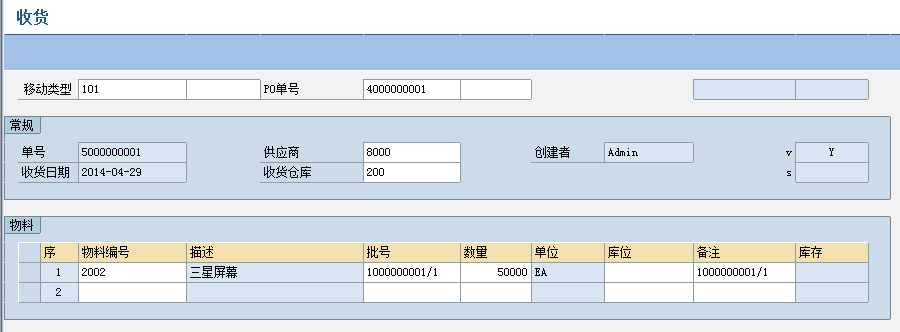 收货
移动类型 101 PO单号 4000000001
常规
单号 5000000001 供应商 8000 创建者 Admin v Y
收货日期 2014-04-29 收货仓库 200 s
物料
序 物料编号 描述 批号 数量 单位 库位 备注 库存
1 2002 三星屏幕 1000000001/1 50000 EA 1000000001/1
2